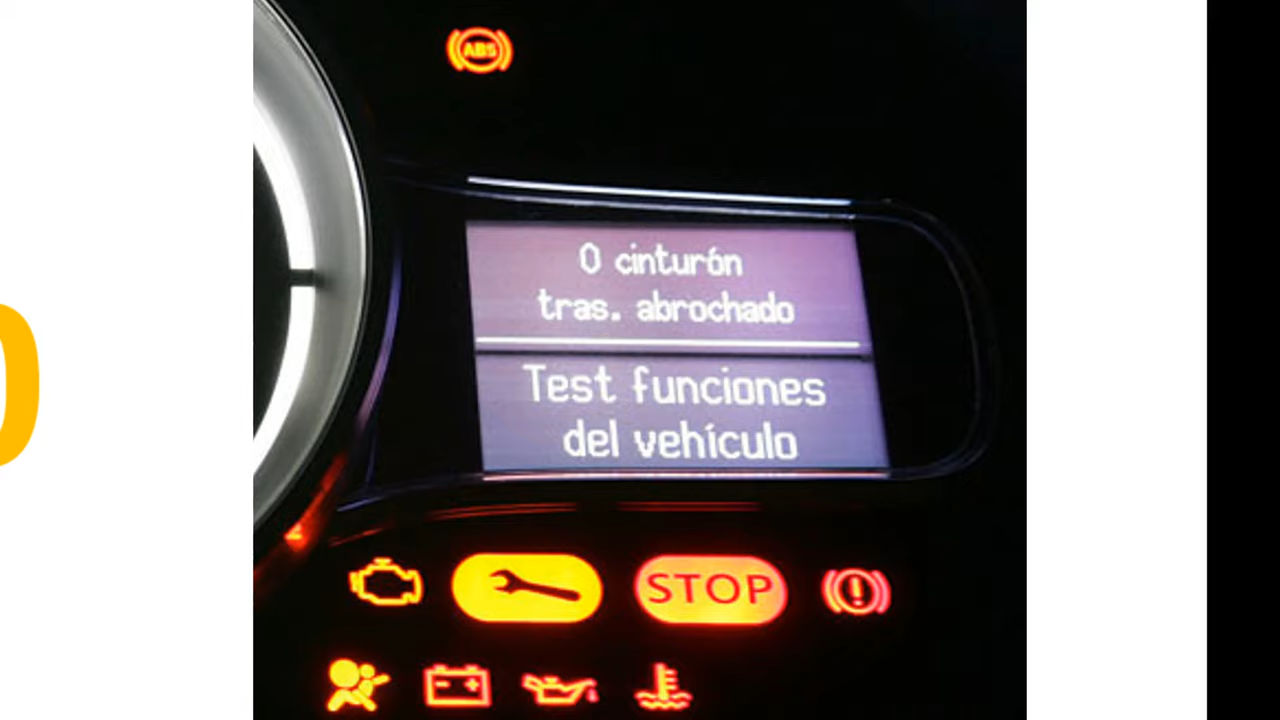 ABS
0 cinturón
tras. abrochado
Test funciones
del vehículo
STOP